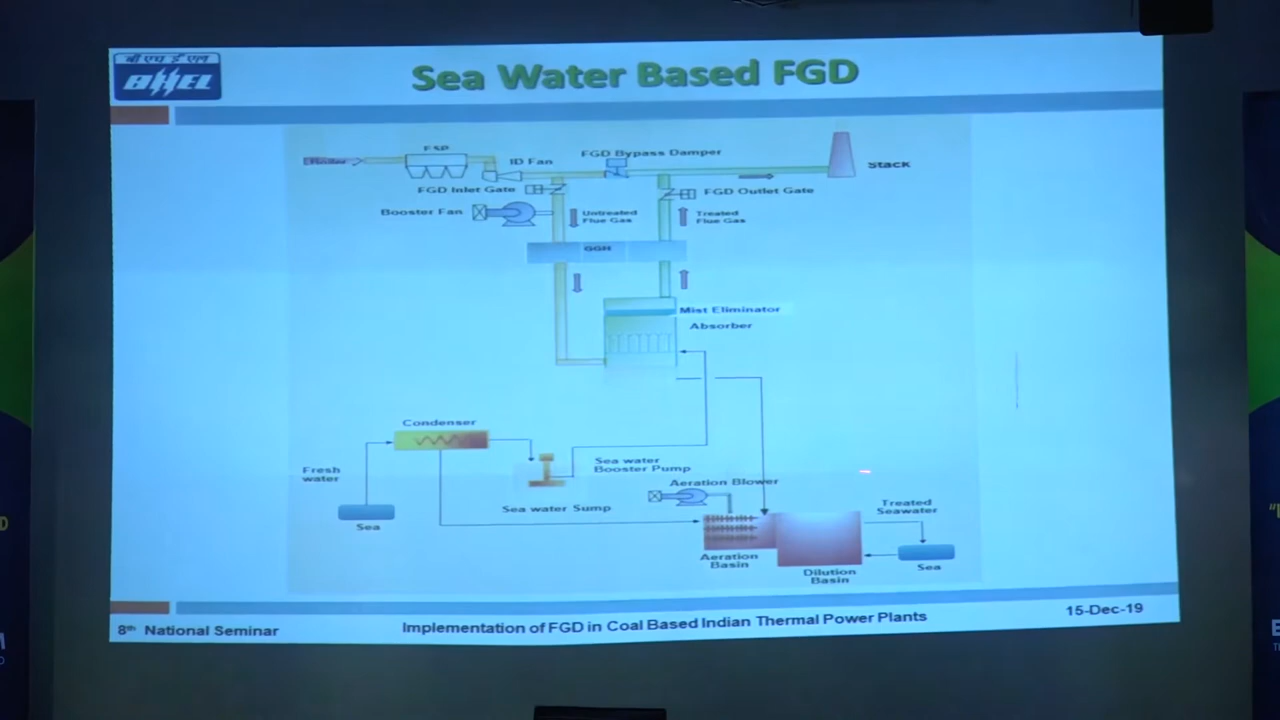 बी एच ई एल
BHEL
Sea Water Based FGD
ESP
Boiler
ID Fan
FGD Bypass Damper
Stack
FGD Inlet Gate
FGD Outlet Gate
Booster Fan
Untreated
Flue Gas
Treated
Flue Gas
GGH
Mist Eliminator
Absorber
Condenser
Fresh
water
Sea water
Booster Pump
Aeration Blower
Sea water Sump
Sea
Treated
Seawater
Aeration
Basin
Dilution
Basin
Sea
8th National Seminar
Implementation of FGD in Coal Based Indian Thermal Power Plants
15-Dec-19